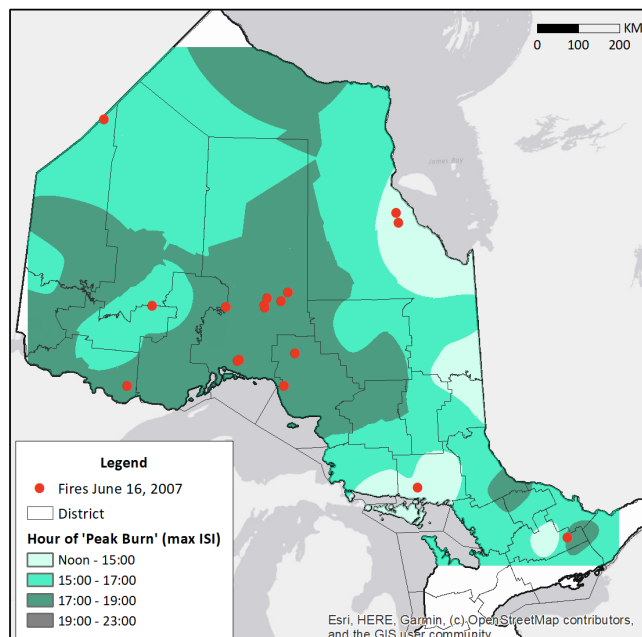 KM
0 100 200
James Bay
Legend
Fires June 16, 2007
District
Hour of 'Peak Burn' (max ISI)
Noon - 15:00
15:00 - 17:00
17:00 - 19:00
19:00 - 23:00
Esri, HERE, Garmin, (c) OpenStreetMap contributors,
and the GIS user community